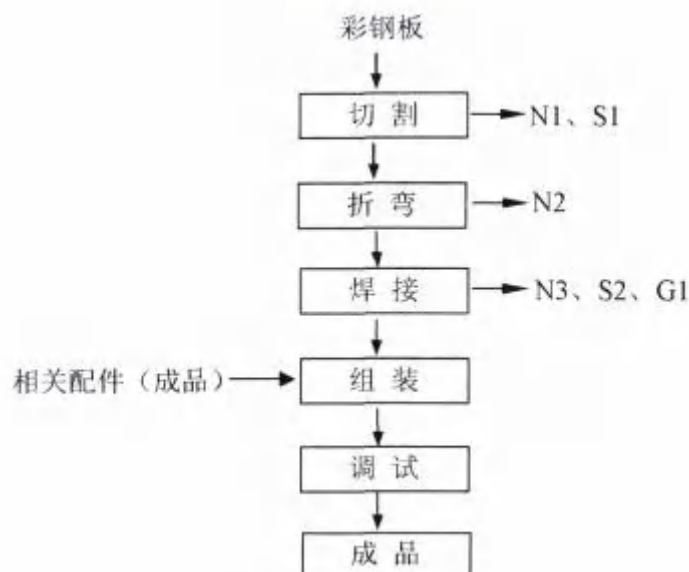 彩钢板
切 割
N1、S1
折 弯
N2
焊 接
N3、S2、G1
相关配件（成品）
组 装
调 试
成 品